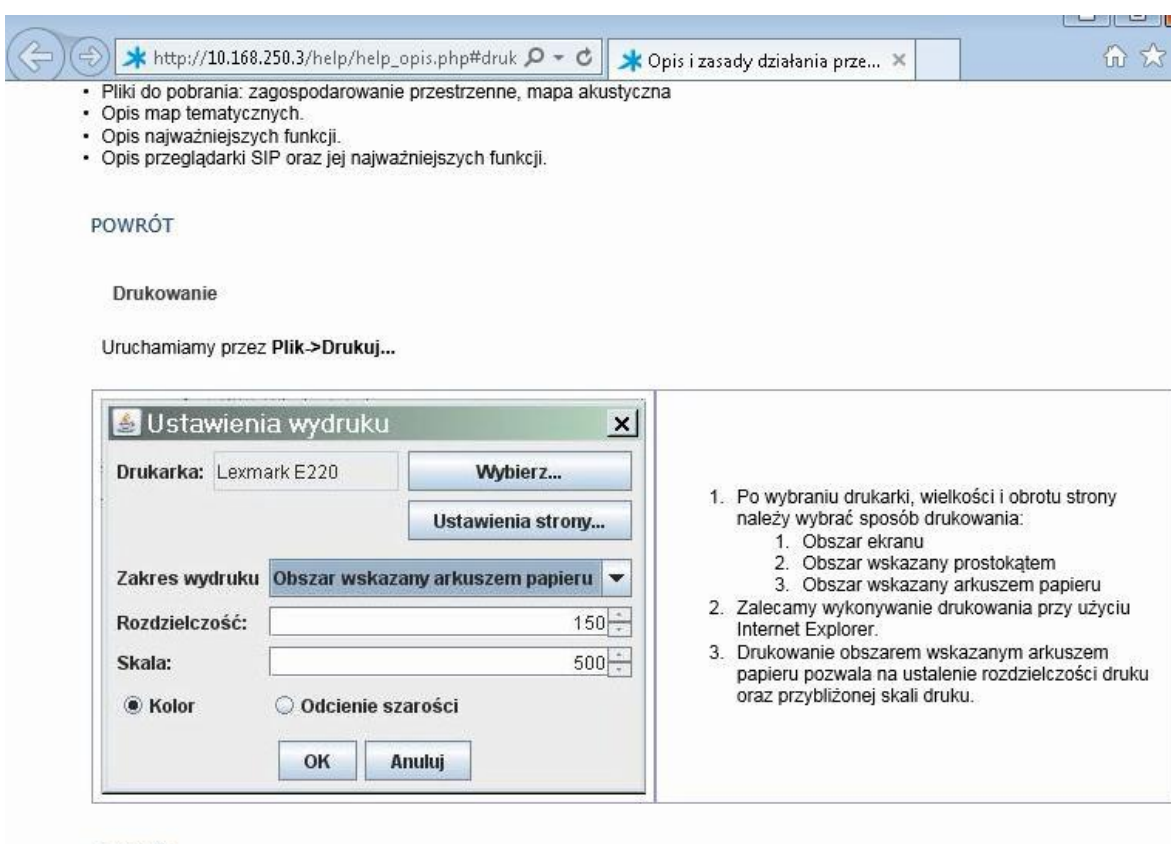 http://10.168.250.3/help/help_opis.php#druk
Opis i zasady działania prze...
• Pliki do pobrania: zagospodarowanie przestrzenne, mapa akustyczna
• Opis map tematycznych.
• Opis najważniejszych funkcji.
• Opis przeglądarki SIP oraz jej najważniejszych funkcji.
POWRÓT
Drukowanie
Uruchamiamy przez Plik->Drukuj...
Ustawienia wydruku
Drukarka: Lexmark E220 Wybierz...
Ustawienia strony...
Zakres wydruku Obszar wskazany arkuszem papieru
Rozdzielczość: 150
Skala: 500
Kolor Odcienie szarości
OK Anuluj
1. Po wybraniu drukarki, wielkości i obrotu strony
należy wybrać sposób drukowania:
1. Obszar ekranu
2. Obszar wskazany prostokątem
3. Obszar wskazany arkuszem papieru
2. Zalecamy wykonywanie drukowania przy użyciu
Internet Explorer.
3. Drukowanie obszarem wskazanym arkuszem
papieru pozwala na ustalenie rozdzielczości druku
oraz przybliżonej skali druku.